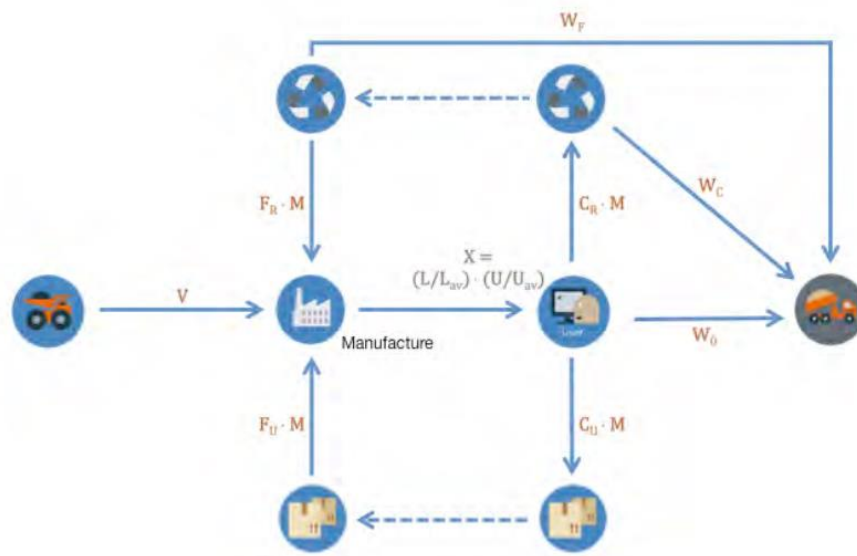 W_F
W_C
F_R · M
C_R · M
X =
(L/L_av) · (U/U_av)
V
W_0
Manufacture
F_U · M
C_U · M